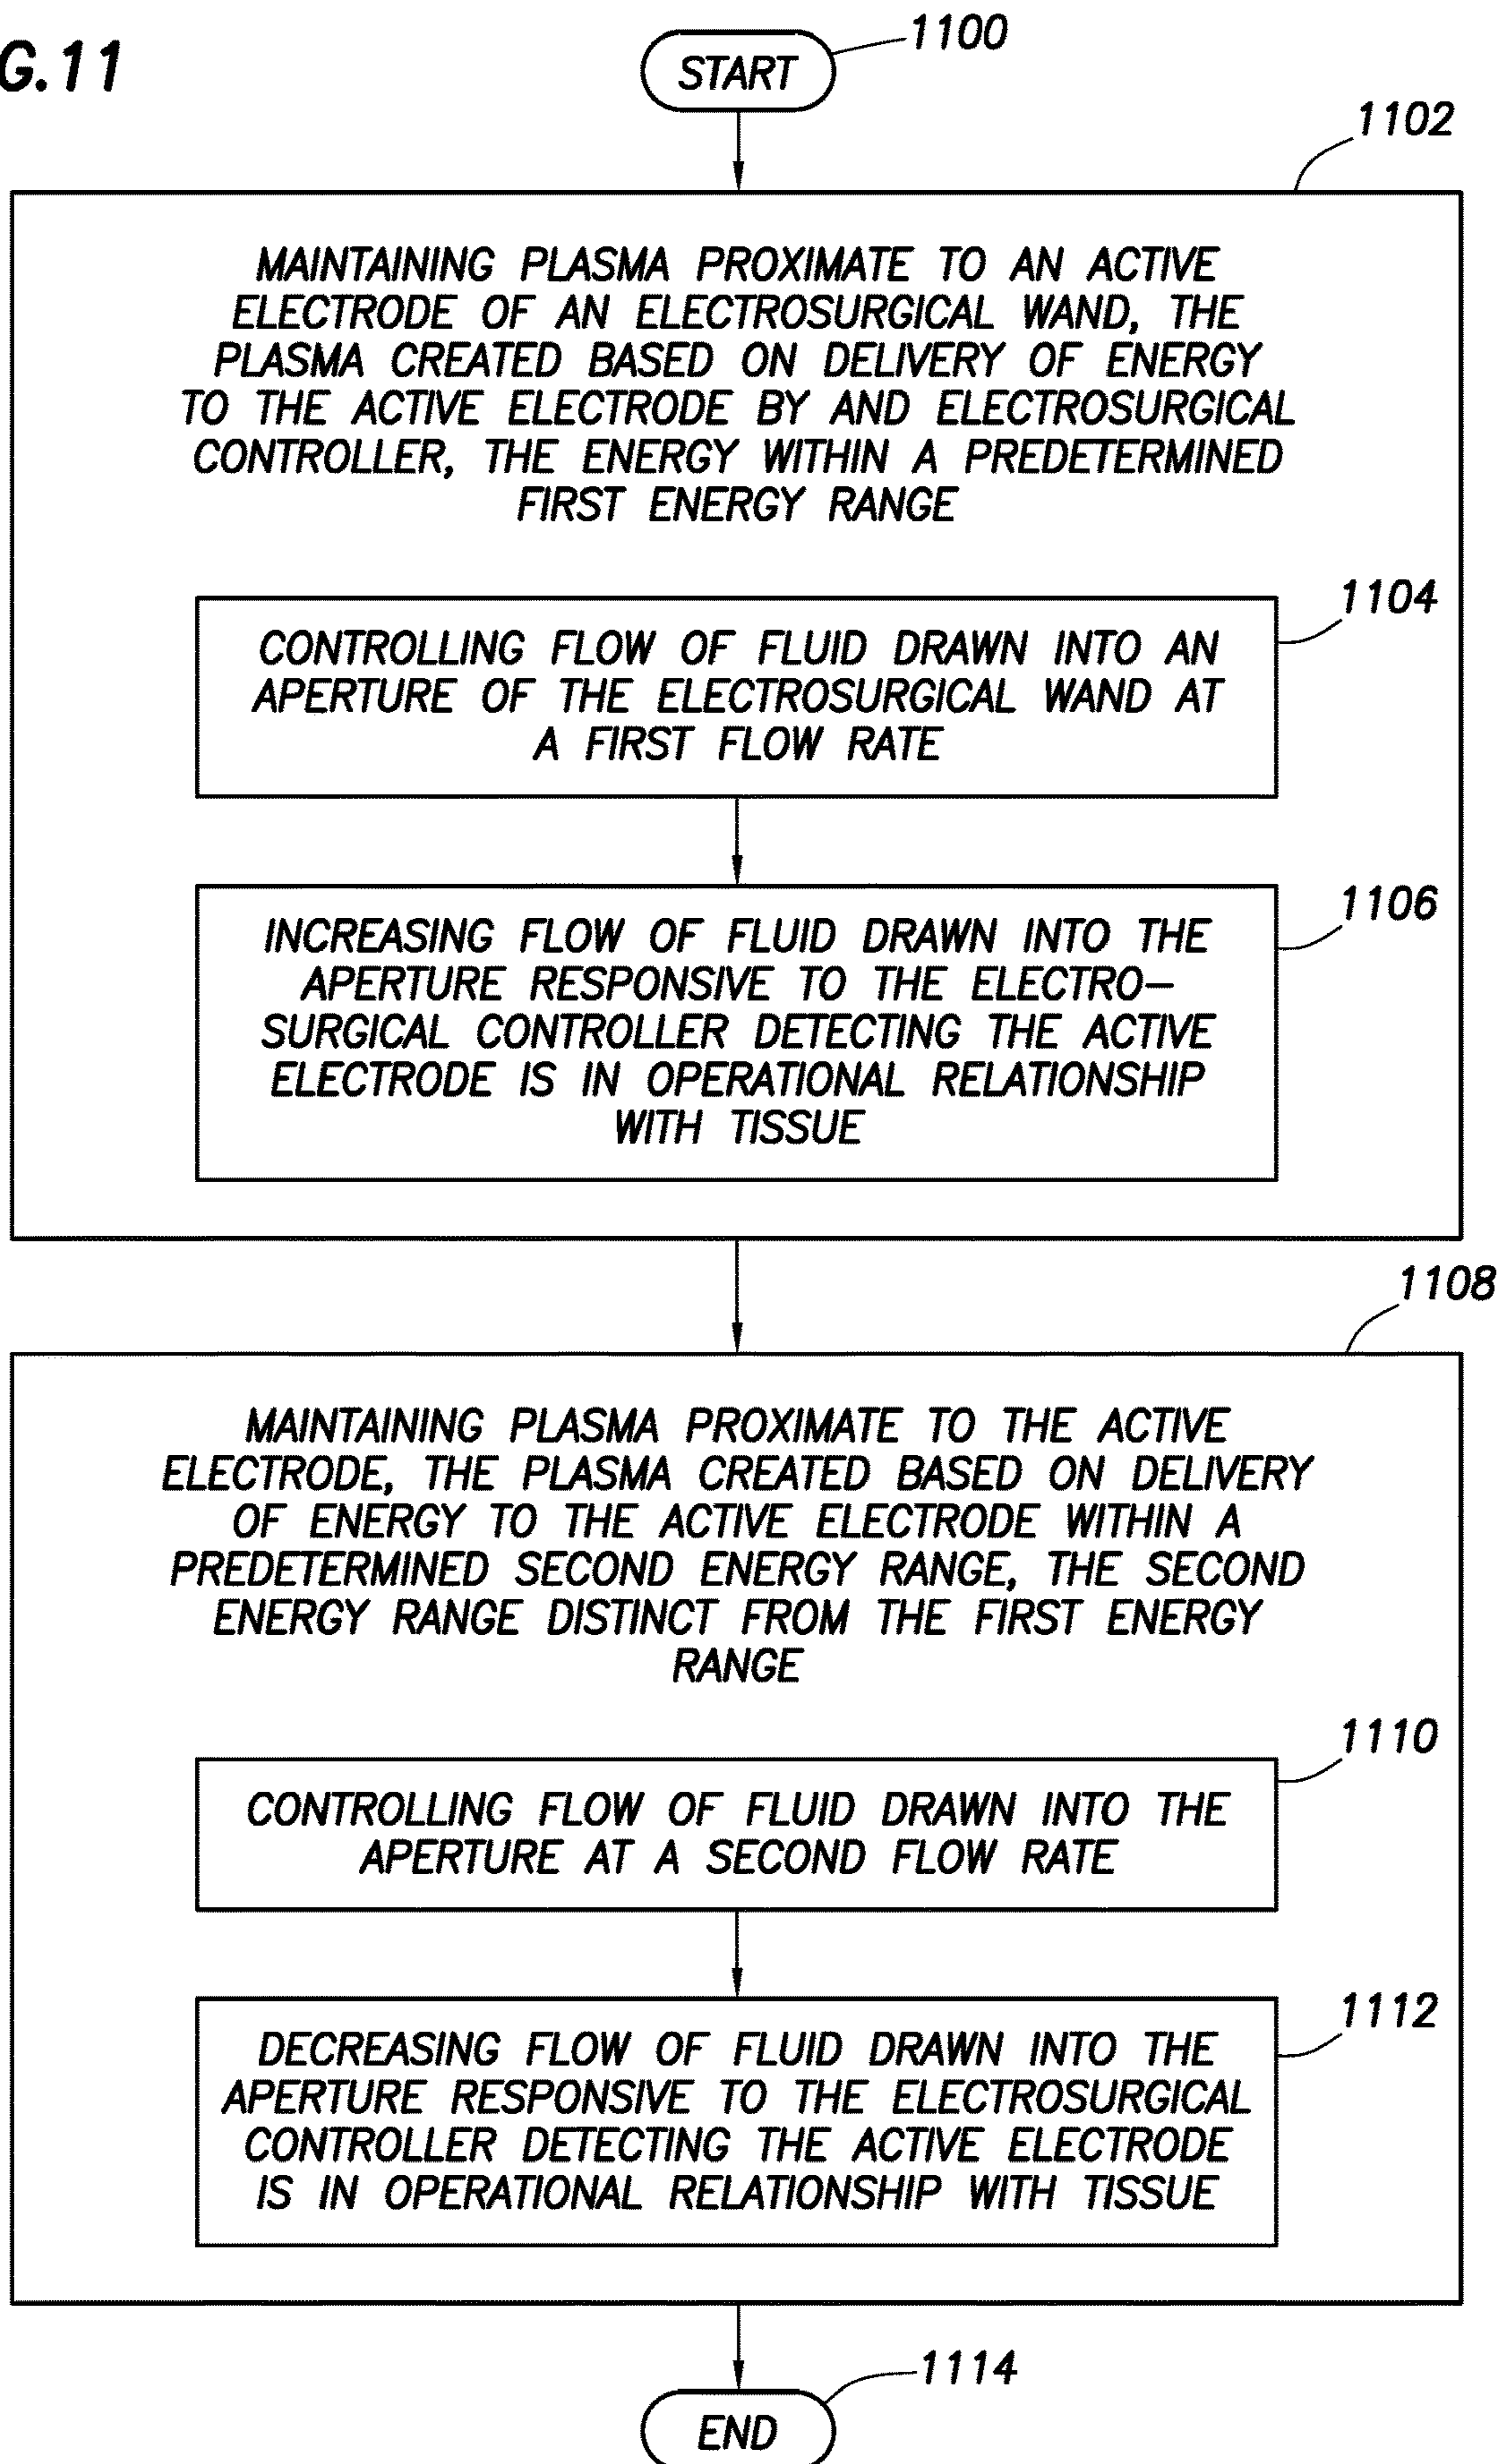 G.11
START
1100
1102
MAINTAINING PLASMA PROXIMATE TO AN ACTIVE
ELECTRODE OF AN ELECTROSURGICAL WAND, THE
PLASMA CREATED BASED ON DELIVERY OF ENERGY
TO THE ACTIVE ELECTRODE BY AND ELECTROSURGICAL
CONTROLLER, THE ENERGY WITHIN A PREDETERMINED
FIRST ENERGY RANGE
1104
CONTROLLING FLOW OF FLUID DRAWN INTO AN
APERTURE OF THE ELECTROSURGICAL WAND AT
A FIRST FLOW RATE
1106
INCREASING FLOW OF FLUID DRAWN INTO THE
APERTURE RESPONSIVE TO THE ELECTRO-
SURGICAL CONTROLLER DETECTING THE ACTIVE
ELECTRODE IS IN OPERATIONAL RELATIONSHIP
WITH TISSUE
1108
MAINTAINING PLASMA PROXIMATE TO THE ACTIVE
ELECTRODE, THE PLASMA CREATED BASED ON DELIVERY
OF ENERGY TO THE ACTIVE ELECTRODE WITHIN A
PREDETERMINED SECOND ENERGY RANGE, THE SECOND
ENERGY RANGE DISTINCT FROM THE FIRST ENERGY
RANGE
1110
CONTROLLING FLOW OF FLUID DRAWN INTO THE
APERTURE AT A SECOND FLOW RATE
1112
DECREASING FLOW OF FLUID DRAWN INTO THE
APERTURE RESPONSIVE TO THE ELECTROSURGICAL
CONTROLLER DETECTING THE ACTIVE ELECTRODE
IS IN OPERATIONAL RELATIONSHIP WITH TISSUE
1114
END